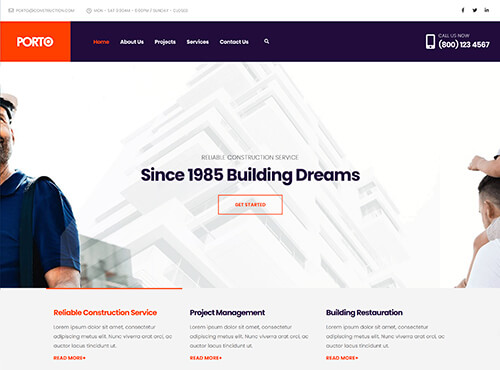 PORTO@CONSTRUCTION.COM MON - SAT 9:30AM - 6:00PM / SUNDAY - CLOSED
PORTO Home About Us Projects Services Contact Us CALL US NOW
(800) 123 4567
RELIABLE CONSTRUCTION SERVICE
Since 1985 Building Dreams
GET STARTED
Reliable Construction Service Project Management Building Restauration
Lorem ipsum dolor sit amet, consectetur Lorem ipsum dolor sit amet, consectetur Lorem ipsum dolor sit amet, consectetur
adipiscing metus elit. Nunc viverra orat orci, ac adipiscing metus elit. Nunc viverra orat orci, ac adipiscing metus elit. Nunc viverra orat orci, ac
auctor lacus tincidunt ut. auctor lacus tincidunt ut. auctor lacus tincidunt ut.
READ MORE+ READ MORE+ READ MORE+